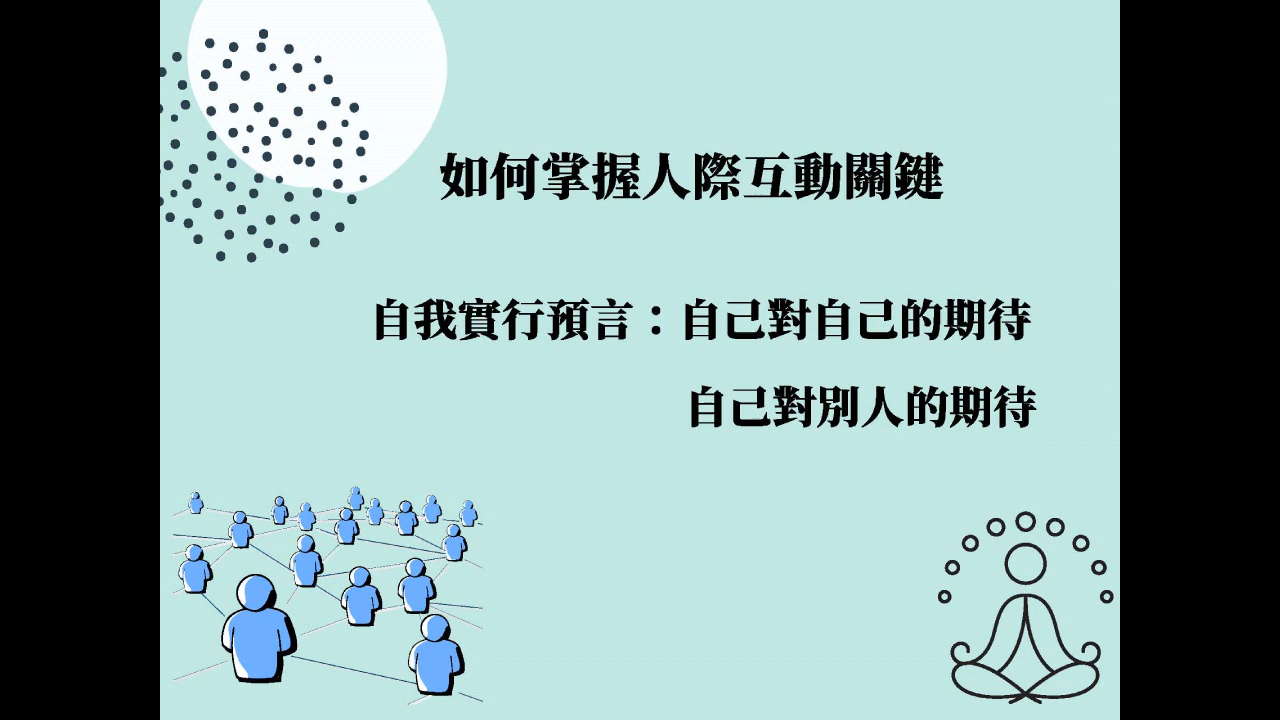 如何掌握人際互動關鍵
自我實行預言：自己對自己的期待
自己對別人的期待